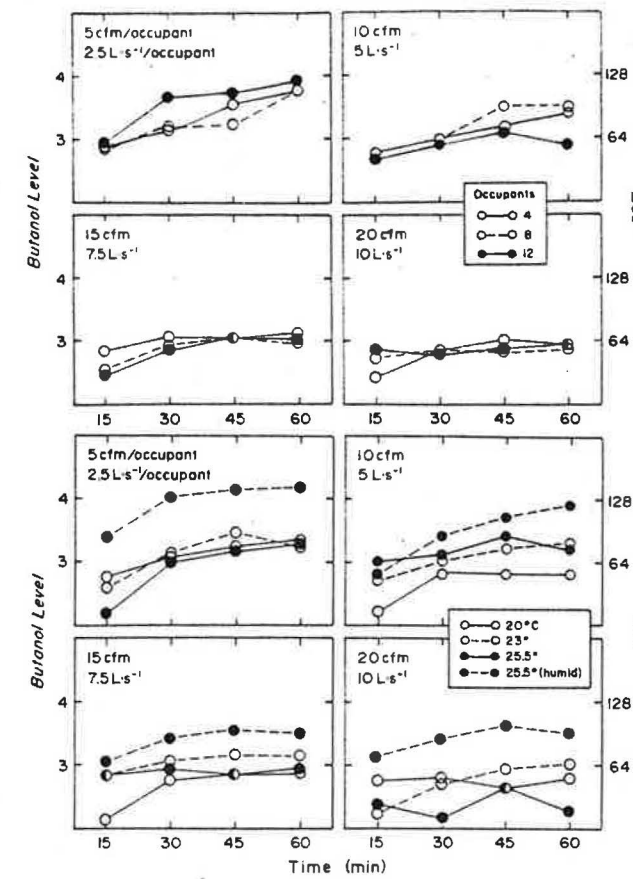 5 cfm/occupant
2.5 L·s⁻¹/occupant
10 cfm
5 L·s⁻¹
4
3
128
64
Butanol Level
Occupants
4
8
12
15 cfm
7.5 L·s⁻¹
20 cfm
10 L·s⁻¹
4
3
128
64
15 30 45 60
15 30 45 60
5 cfm/occupant
2.5 L·s⁻¹/occupant
10 cfm
5 L·s⁻¹
4
3
128
64
Butanol Level
20°C
23°
25.5°
25.5° (humid)
15 cfm
7.5 L·s⁻¹
20 cfm
10 L·s⁻¹
4
3
128
64
15 30 45 60
15 30 45 60
Time (min)